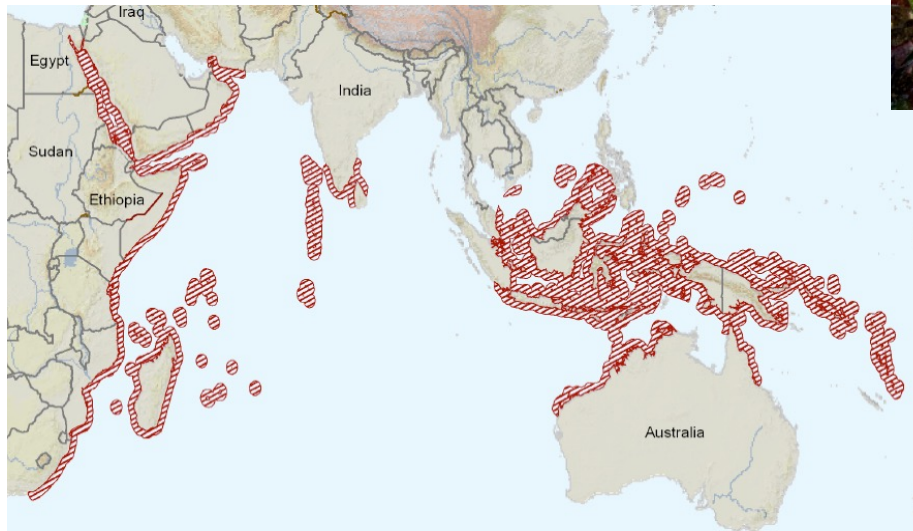 Iraq
Egypt
India
Sudan
Ethiopia
Australia